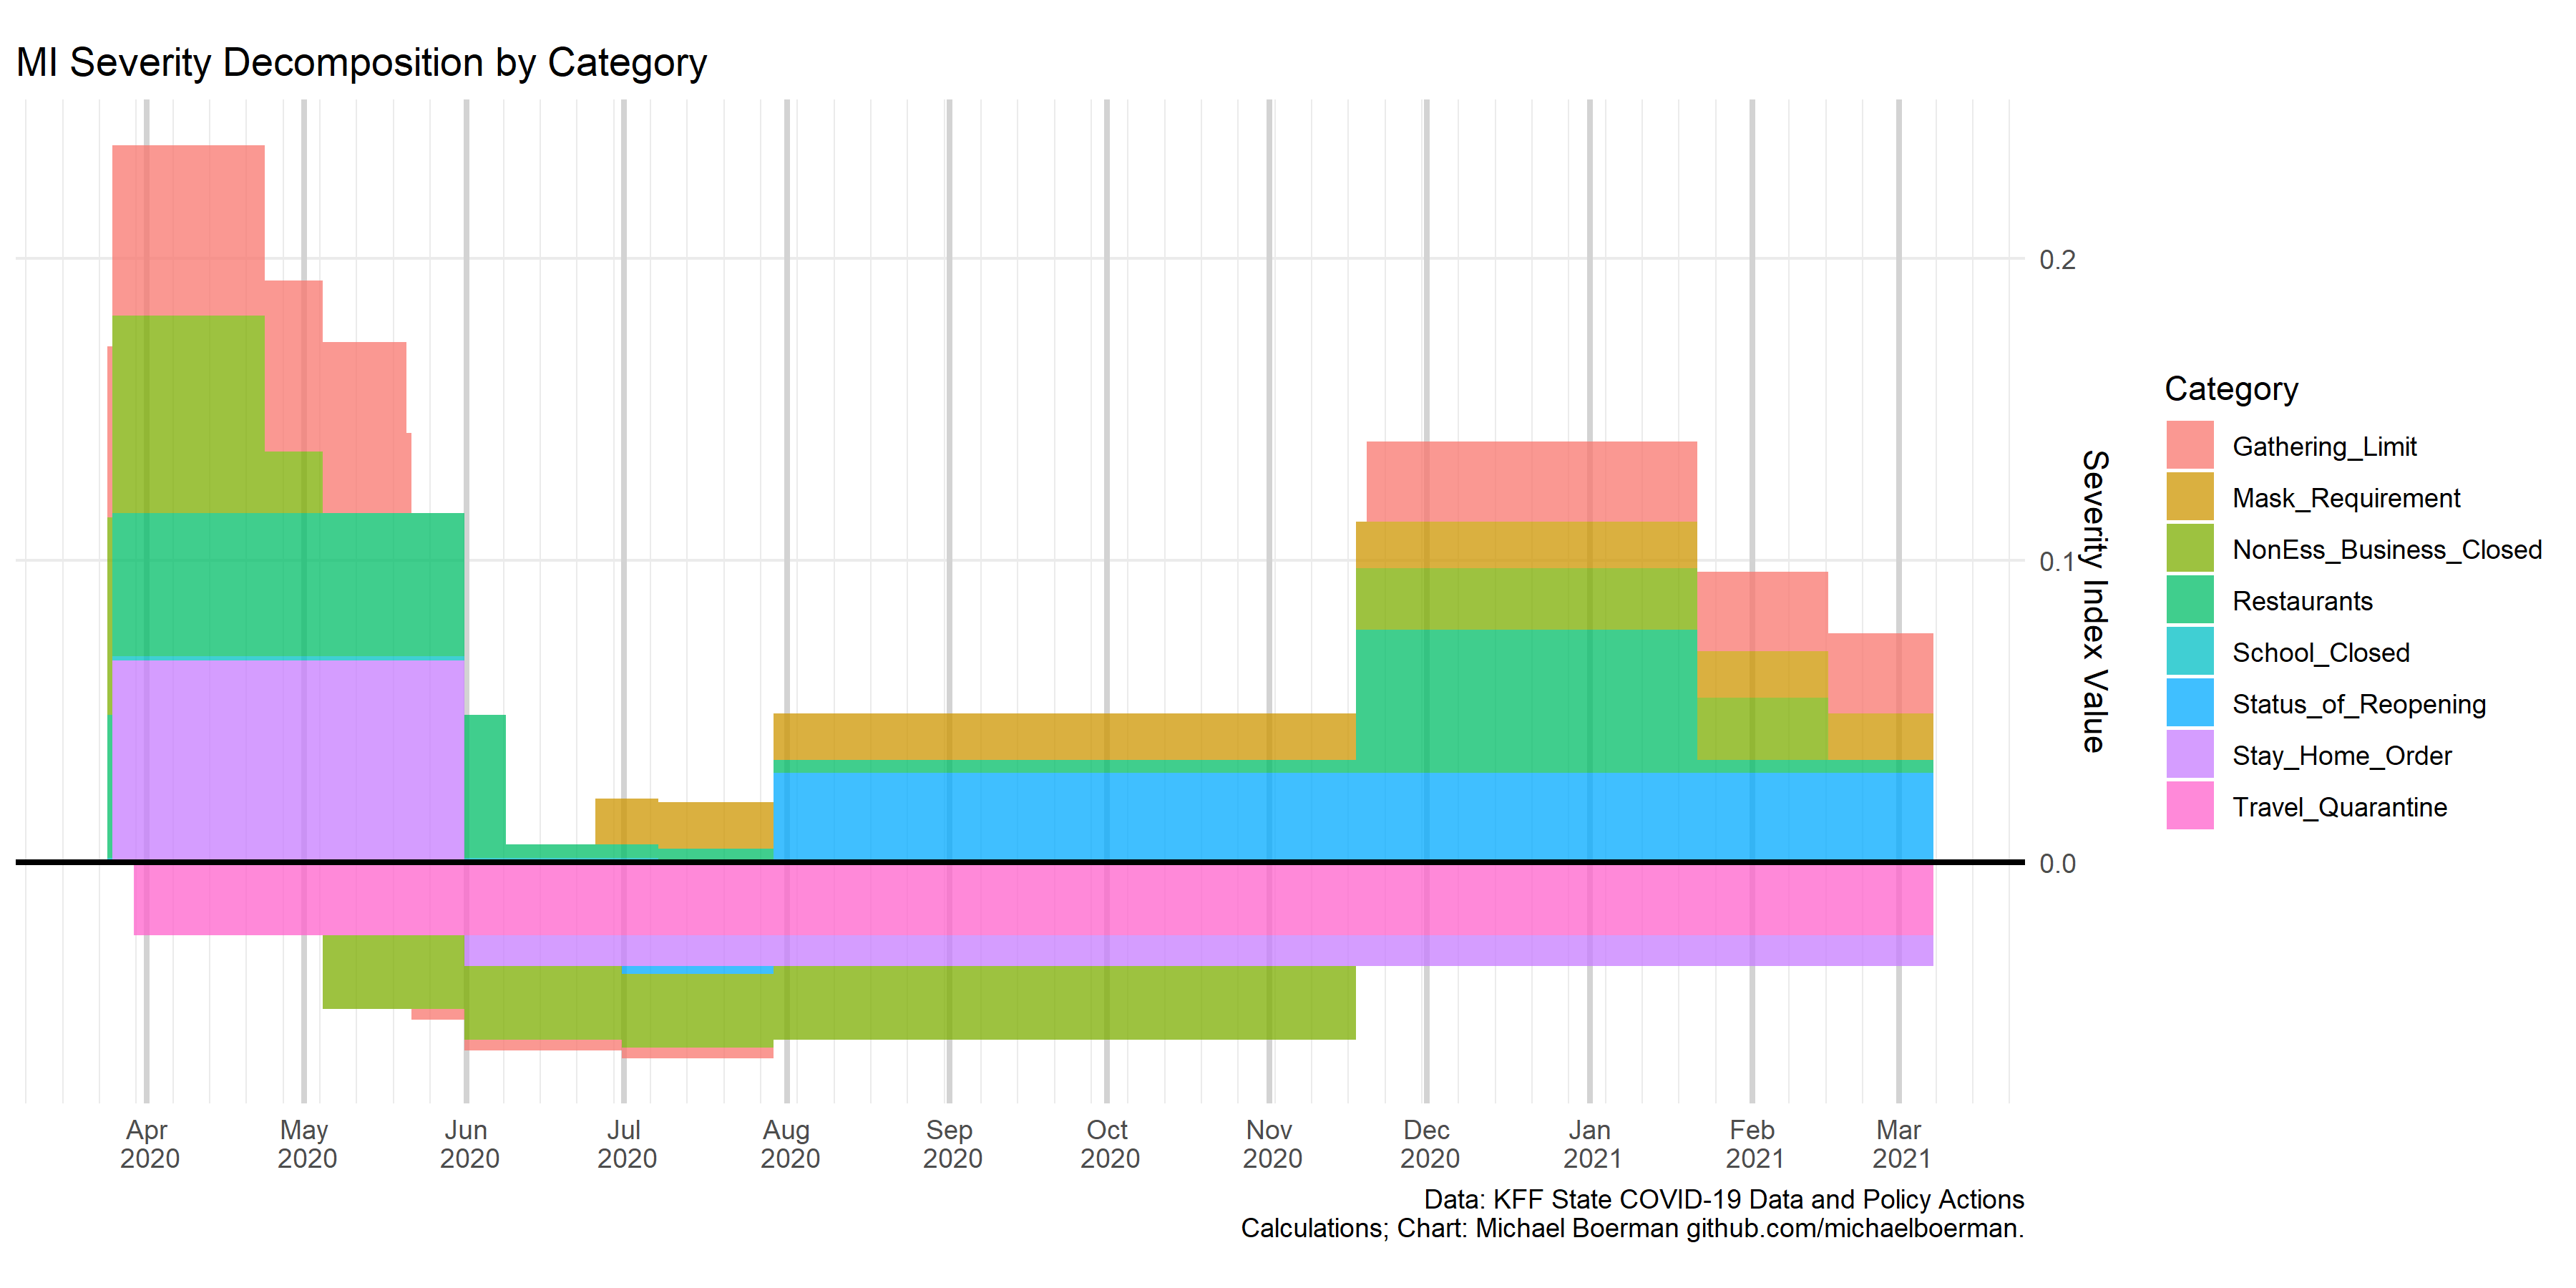 MI Severity Decomposition by Category
0.2
0.1
0.0
Severity Index Value
Category
Gathering_Limit
Mask_Requirement
NonEss_Business_Closed
Restaurants
School_Closed
Status_of_Reopening
Stay_Home_Order
Travel_Quarantine
Apr 2020
May 2020
Jun 2020
Jul 2020
Aug 2020
Sep 2020
Oct 2020
Nov 2020
Dec 2020
Jan 2021
Feb 2021
Mar 2021
Data: KFF State COVID-19 Data and Policy Actions
Calculations; Chart: Michael Boerman github.com/michaelboerman.